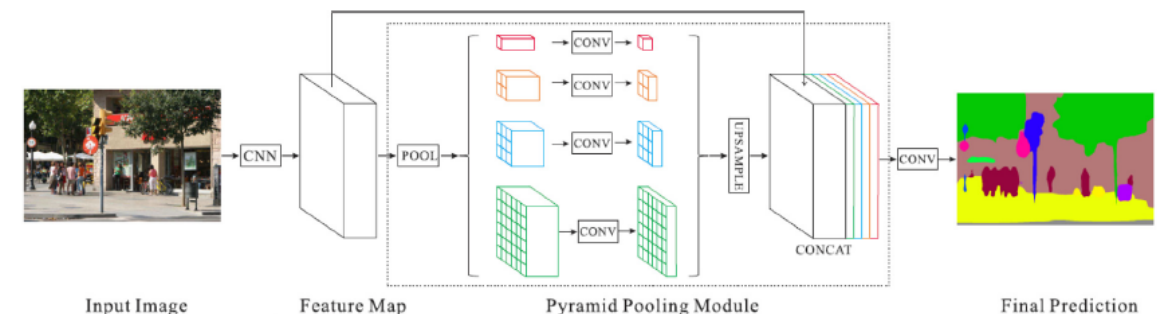 CNN
POOL
CONV
CONV
CONV
CONV
UPSAMPLE
CONCAT
CONV
Input Image
Feature Map
Pyramid Pooling Module
Final Prediction